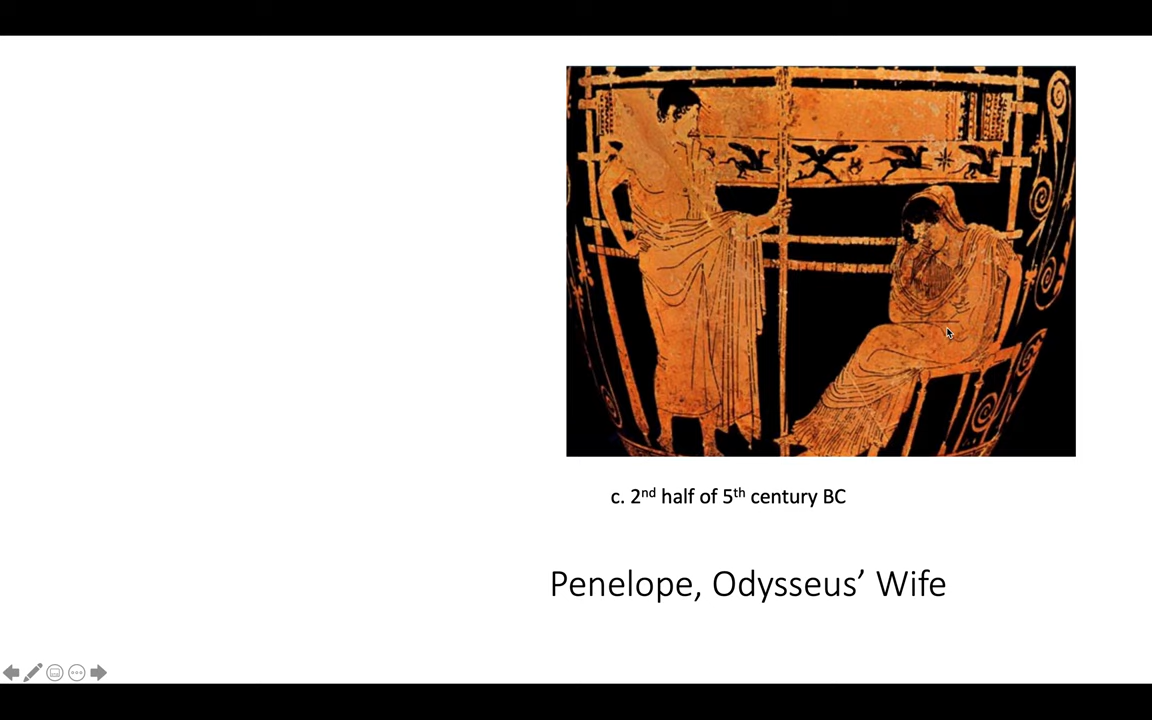 c. 2nd half of 5th century BC
Penelope, Odysseus’ Wife